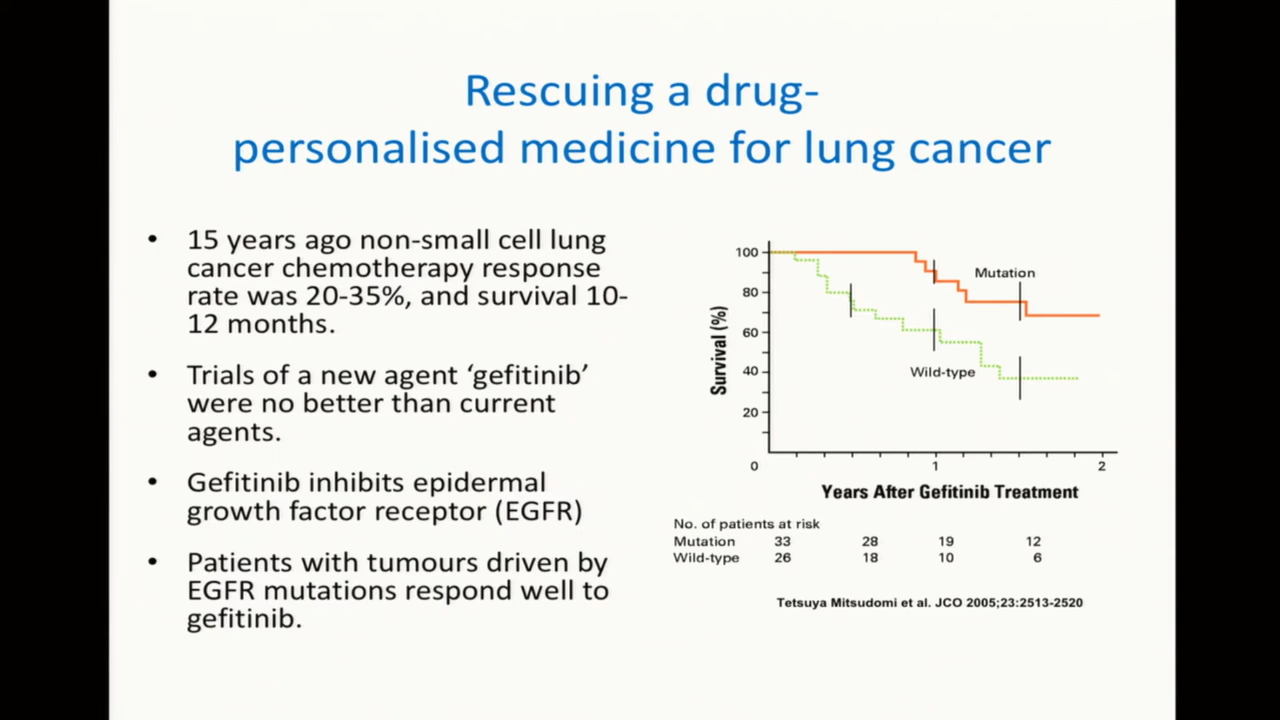 Rescuing a drug-
personalised medicine for lung cancer
• 15 years ago non-small cell lung
cancer chemotherapy response
rate was 20-35%, and survival 10-
12 months.
• Trials of a new agent ‘gefitinib’
were no better than current
agents.
• Gefitinib inhibits epidermal
growth factor receptor (EGFR)
• Patients with tumours driven by
EGFR mutations respond well to
gefitinib.
100
80
60
40
20
Survival (%)
Mutation
Wild-type
0 1 2
Years After Gefitinib Treatment
No. of patients at risk
Mutation 33 28 19 12
Wild-type 26 18 10 6
Tetsuya Mitsudomi et al. JCO 2005;23:2513-2520